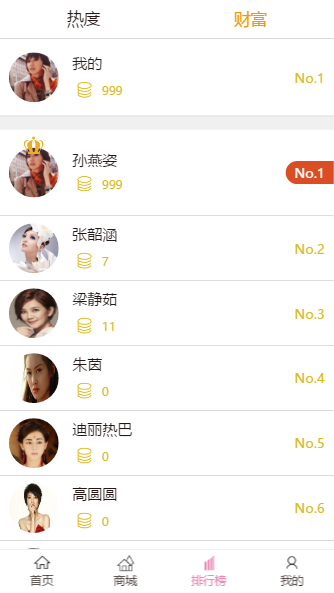 热度 财富
我的
999
No.1
孙燕姿
999
No.1
张韶涵
7
No.2
梁静茹
11
No.3
朱茵
0
No.4
迪丽热巴
0
No.5
高圆圆
0
No.6
首页 商城 排行榜 我的